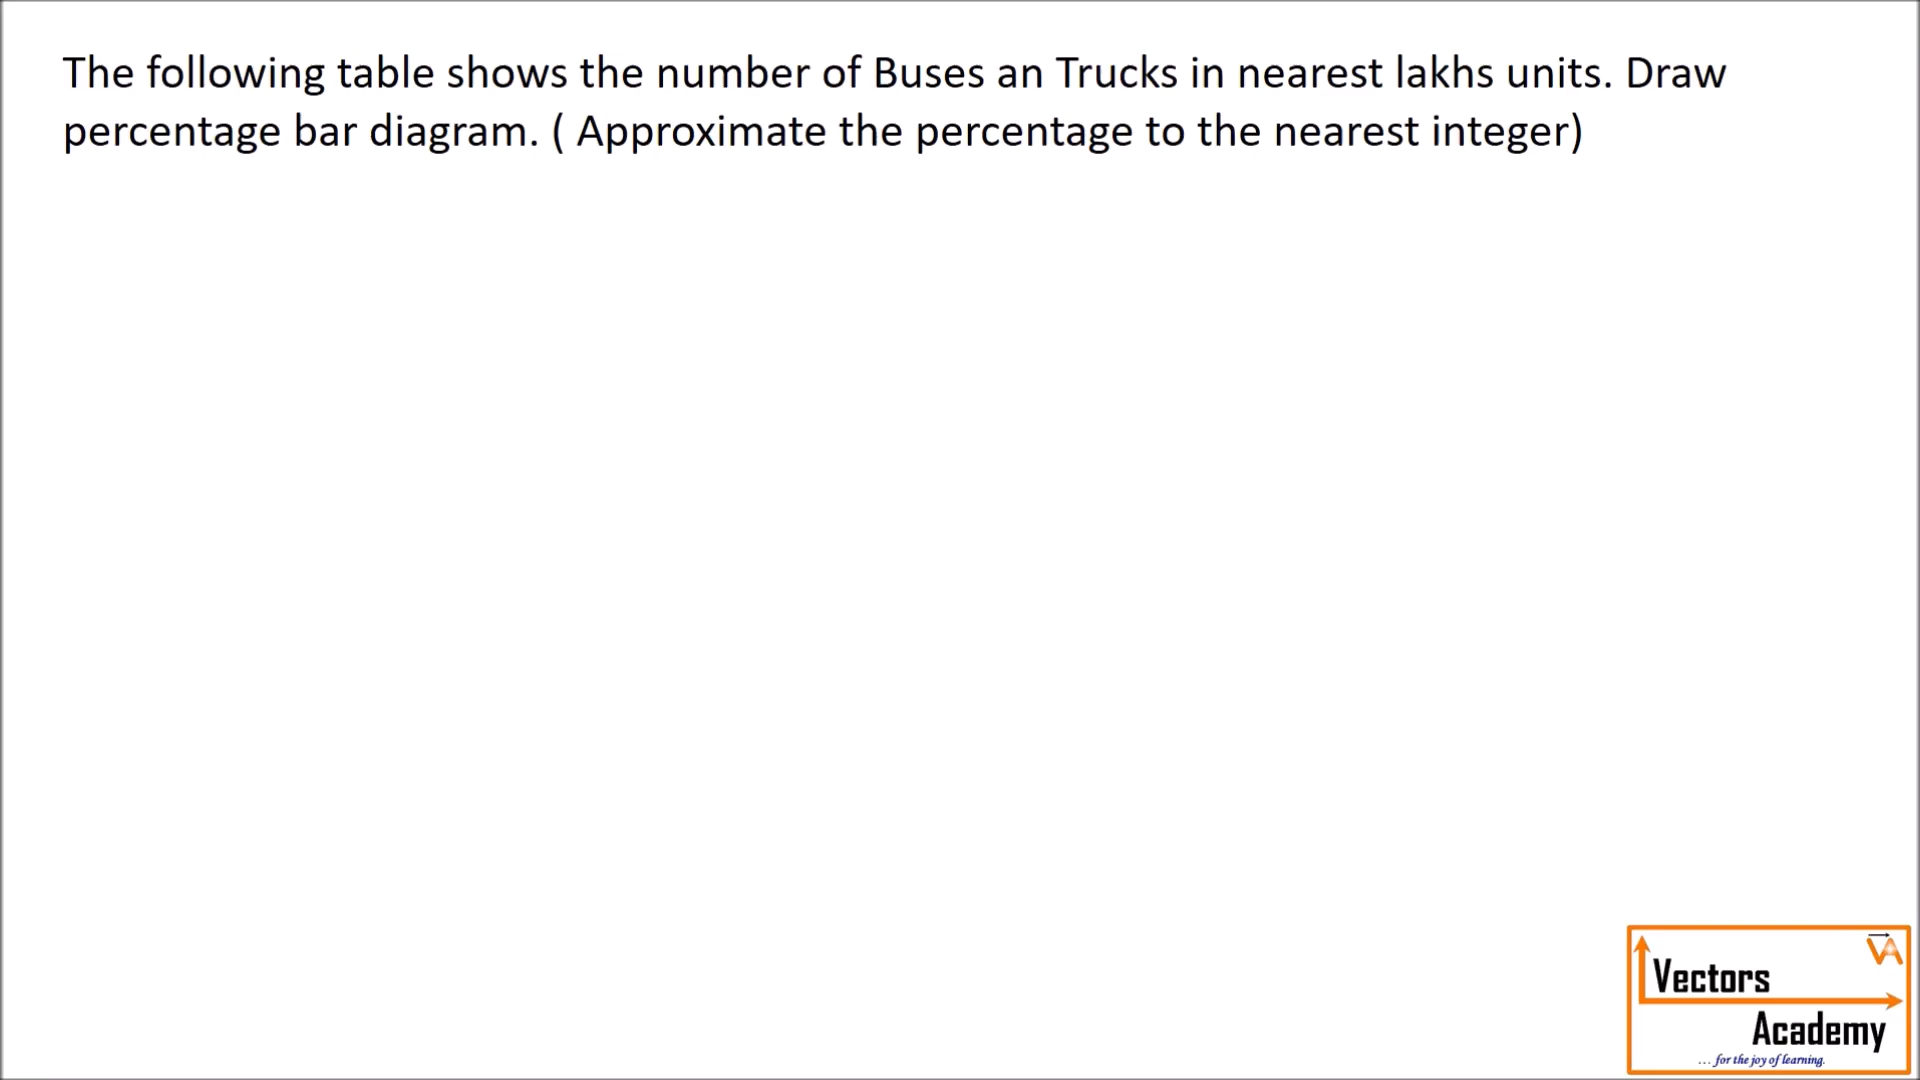 The following table shows the number of Buses an Trucks in nearest lakhs units. Draw
percentage bar diagram. ( Approximate the percentage to the nearest integer)
VA
Vectors
Academy
... for the joy of learning.